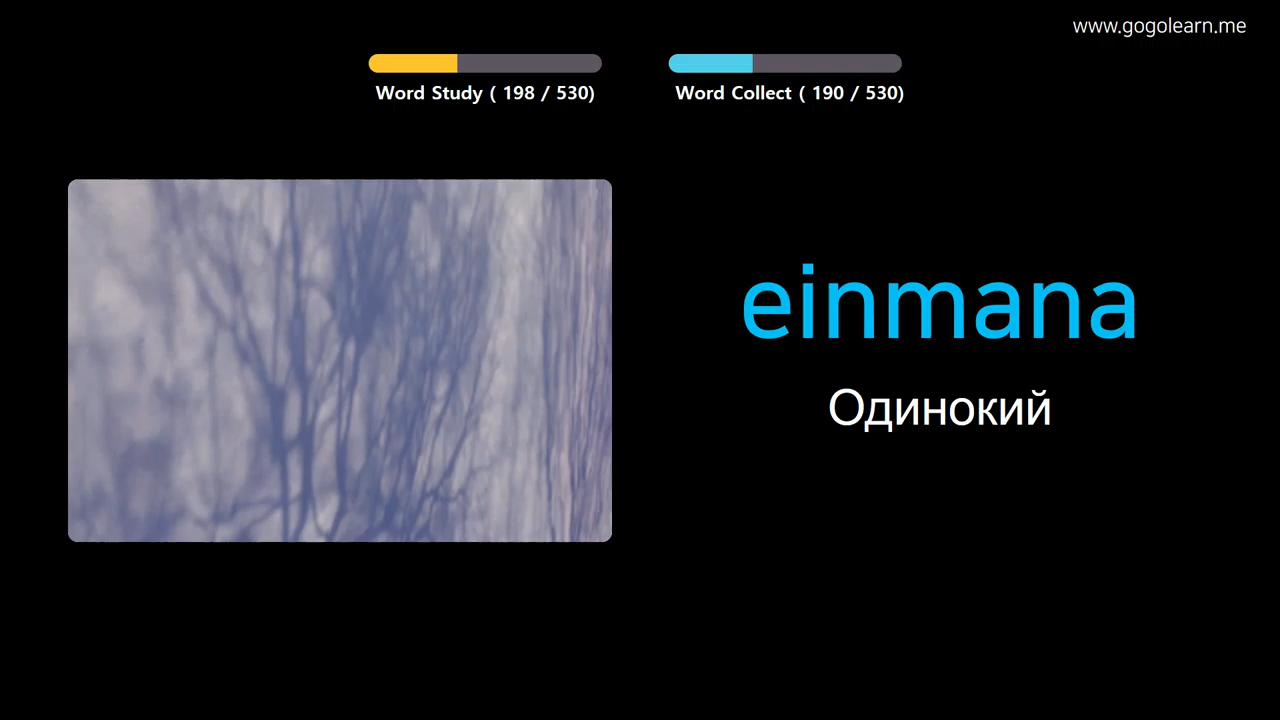 www.gogolearn.me
Word Study ( 198 / 530)
Word Collect ( 190 / 530)
einmana
Одинокий